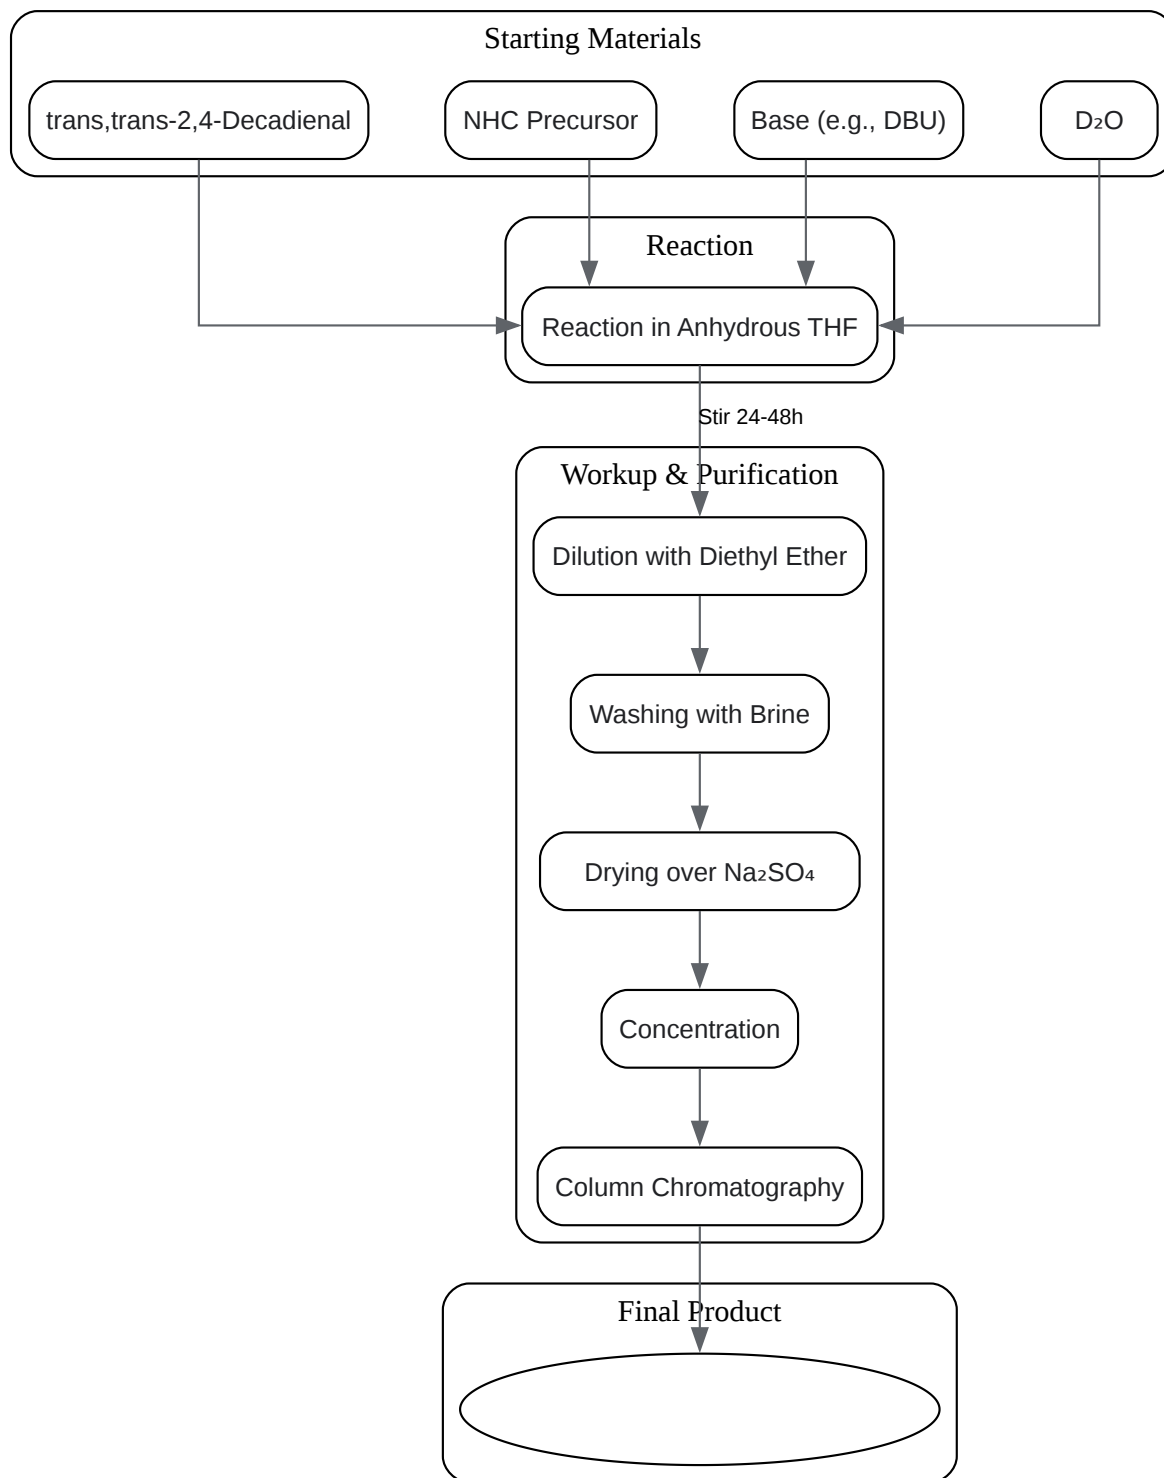 Starting Materials
trans,trans-2,4-Decadienal
NHC Precursor
Base (e.g., DBU)
D₂O
Reaction
Reaction in Anhydrous THF
Stir 24-48h
Workup & Purification
Dilution with Diethyl Ether
Washing with Brine
Drying over Na₂SO₄
Concentration
Column Chromatography
Final Product